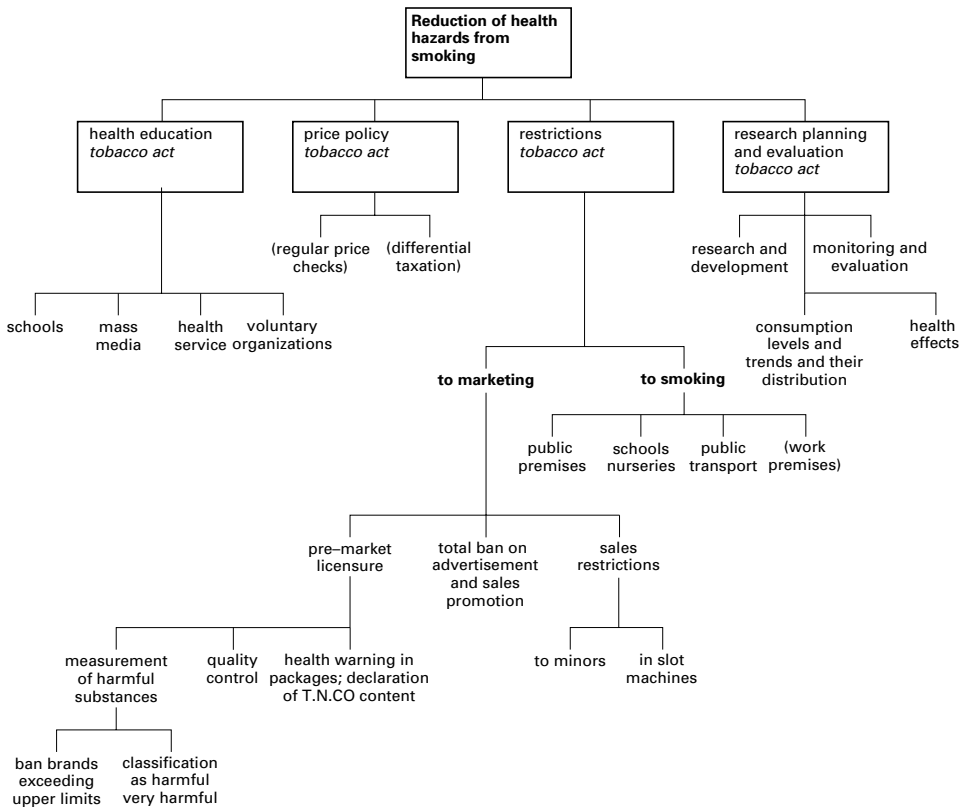 Reduction of health
hazards from
smoking
health education
tobacco act
price policy
tobacco act
restrictions
tobacco act
research planning
and evaluation
tobacco act
(regular price
checks)
(differential
taxation)
research and
development
monitoring and
evaluation
schools
mass
media
health
service
voluntary
organizations
consumption
levels and
trends and their
distribution
health
effects
to marketing
to smoking
public
premises
schools
nurseries
public
transport
(work
premises)
pre–market
licensure
total ban on
advertisement
and sales
promotion
sales
restrictions
measurement
of harmful
substances
quality
control
health warning in
packages; declaration
of T.N.CO content
to minors
in slot
machines
ban brands
exceeding
upper limits
classification
as harmful
very harmful